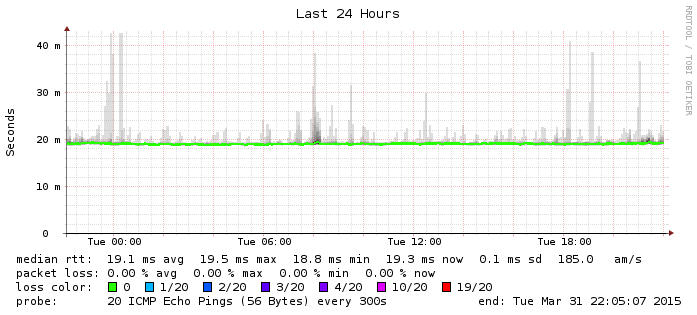 Last 24 Hours
RRDTOOL / TOBI OETIKER
Seconds
40 m
30 m
20 m
10 m
0
Tue 00:00 Tue 06:00 Tue 12:00 Tue 18:00
median rtt: 19.1 ms avg 19.5 ms max 18.8 ms min 19.3 ms now 0.1 ms sd 185.0 am/s
packet loss: 0.00 % avg 0.00 % max 0.00 % min 0.00 % now
loss color: 0 1/20 2/20 3/20 4/20 10/20 19/20
probe: 20 ICMP Echo Pings (56 Bytes) every 300s end: Tue Mar 31 22:05:07 2015